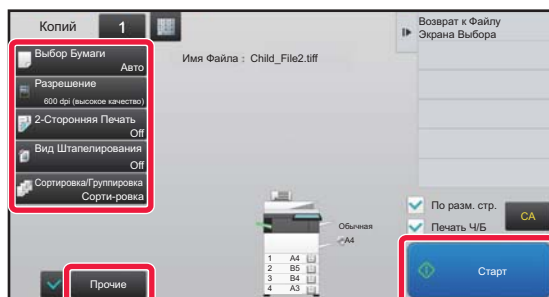 Копий
1
Выбор Бумаги
Авто
Разрешение
600 dpi (высокое качество)
2-Сторонняя Печать
Off
Вид Штапелирования
Off
Сортировка/Группировка
Сорти-ровка
Прочие
Имя Файла : Child_File2.tiff
Обычная
A4
1 A4
2 B5
3 B4
4 A3
Возврат к Файлу
Экрана Выбора
По разм. стр.
Печать Ч/Б
CA
Старт